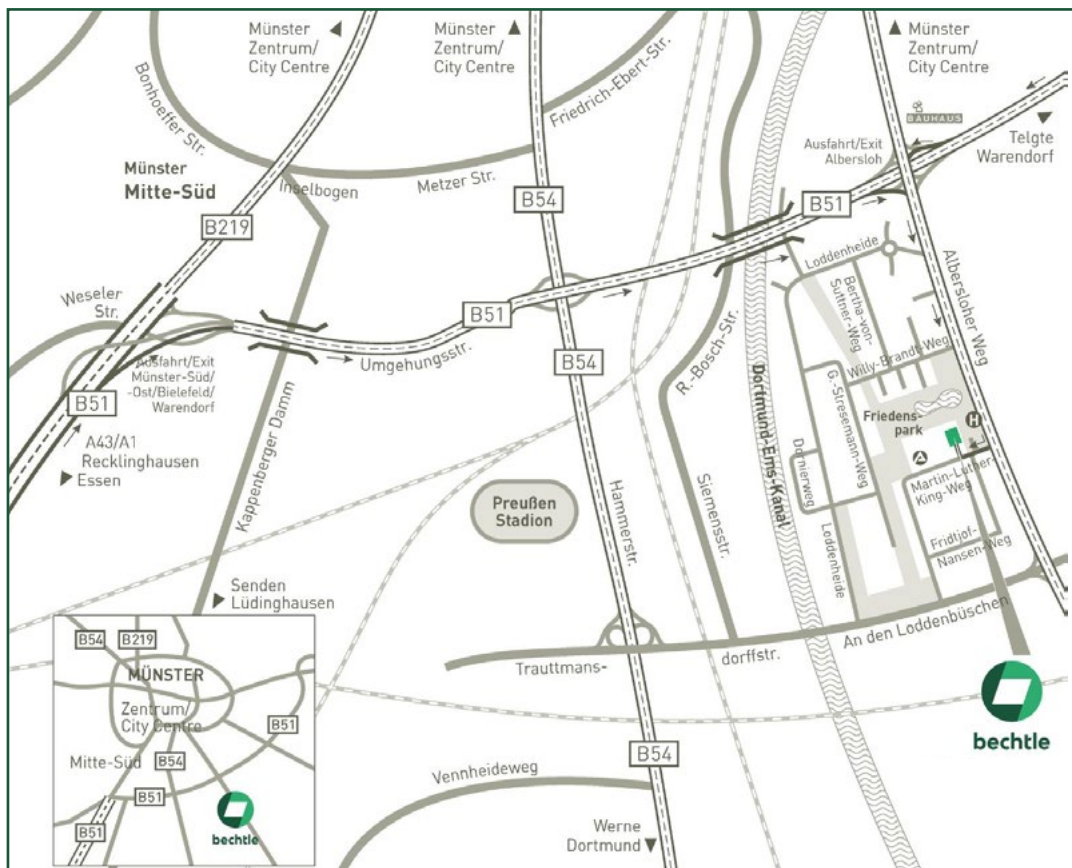 Münster
Zentrum/
City Centre
Münster
Zentrum/
City Centre
Münster
Zentrum/
City Centre
Bonhoeffer Str.
Friedrich-Ebert-Str.
BAUHAUS
Ausfahrt/Exit
Albersloh
Telgte
Warendorf
Münster
Mitte-Süd
Inselbogen
Metzer Str.
B219
B54
B51
Loddenheide
Bertha-von-
Suttner-Weg
Albersloher Weg
Weseler
Str.
B51
Umgehungsstr.
B54
Willy-Brandt-Weg
Ausfahrt/Exit
Münster-Süd/
-Ost/Bielefeld/
Warendorf
B51
A43/A1
Recklinghausen
Essen
Kappenberger Damm
R.-Bosch-Str.
Dortmund-Ems-Kanal
G.-Stresemann-Weg
Friedens-
park
H
Dornierweg
Martin-Luther-
King-Weg
Preußen
Stadion
Hammerstr.
Siemensstr.
Loddenheide
Fridtjof-
Nansen-Weg
Senden
Lüdinghausen
An den Loddenbüschen
Trauttmans-
dorffstr.
bechtle
B54
Vennheideweg
Werne
Dortmund
B54
B219
MÜNSTER
Zentrum/
City Centre
B51
Mitte-Süd
B54
B51
B51
bechtle